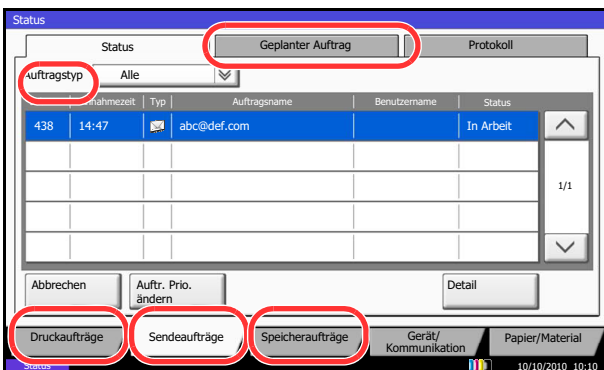 Status
Status Geplanter Auftrag Protokoll
Auftragstyp Alle
Typ Auftragsname Benutzername Status
438 14:47 abc@def.com In Arbeit
1/1
Abbrechen Auftr. Prio. ändern Detail
Druckaufträge Sendeaufträge Speicheraufträge Gerät/ Kommunikation Papier/Material
Status 10/10/2010 10:10